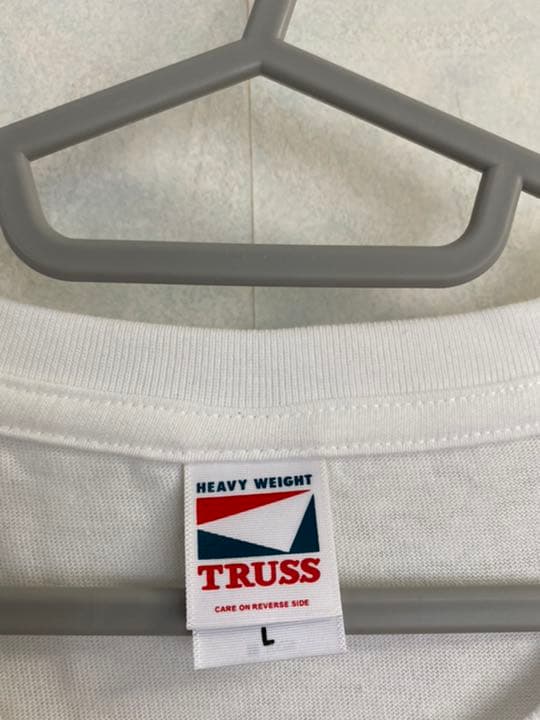 HEAVY WEIGHT
TRUSS
CARE ON REVERSE SIDE
L